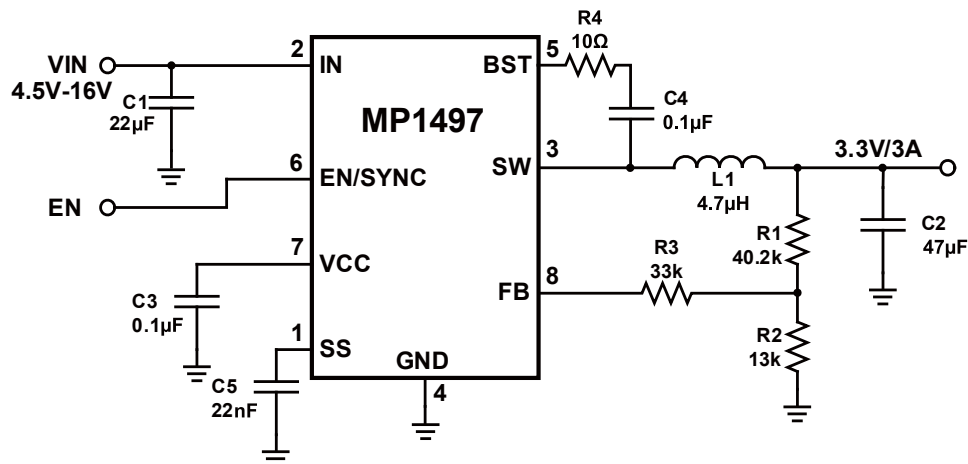 R4
10Ω
2
5
VIN
IN
BST
4.5V-16V
C1
22µF
C4
0.1µF
MP1497
6
3
3.3V/3A
SW
EN/SYNC
L1
4.7µH
EN
C2
47µF
R1
40.2k
7
R3
33k
8
VCC
FB
C3
0.1µF
1
SS
R2
13k
GND
C5
22nF
4